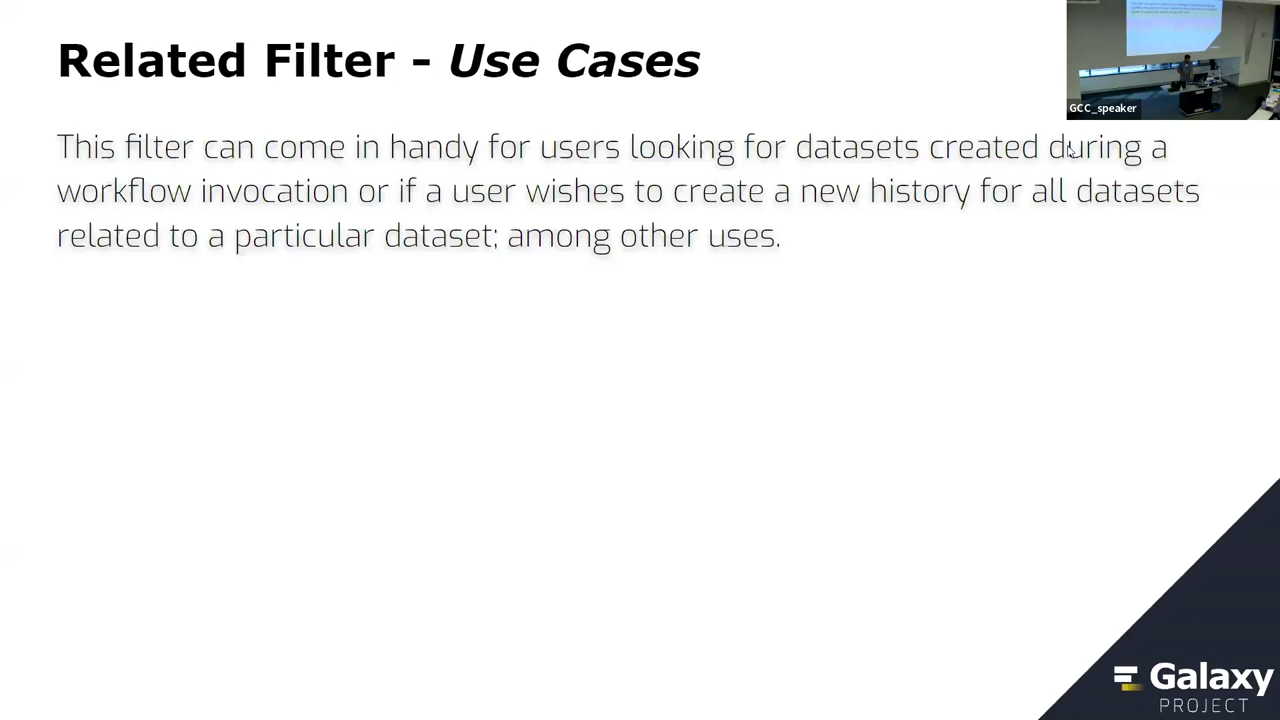 Related Filter - Use Cases
GCC_speaker
This filter can come in handy for users looking for datasets created during a
workflow invocation or if a user wishes to create a new history for all datasets
related to a particular dataset; among other uses.
Galaxy
PROJECT